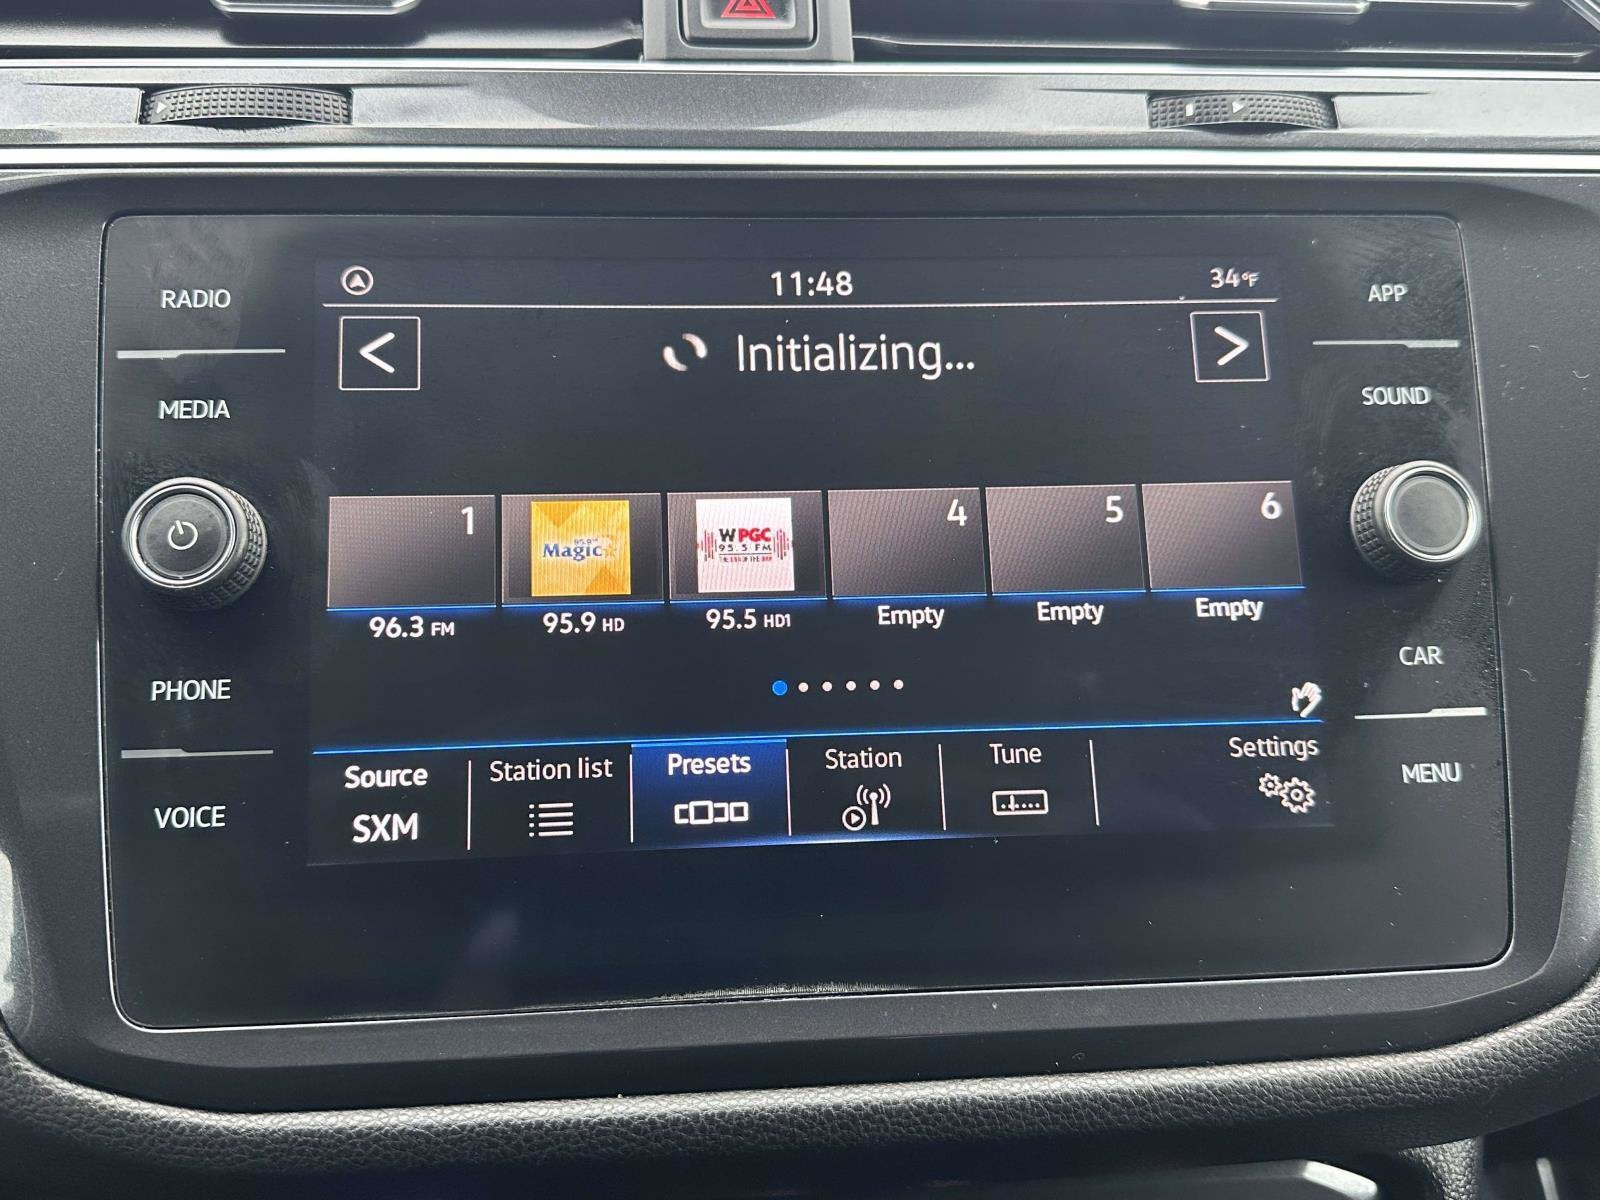 RADIO
MEDIA
PHONE
VOICE
11:48
34°F
< Initializing... >
1
4
5
6
95.9
Magic
WPGC
95.5 FM
96.3 FM
95.9 HD
95.5 HD1
Empty
Empty
Empty
Source
SXM
Station list
Presets
Station
Tune
Settings
APP
SOUND
CAR
MENU